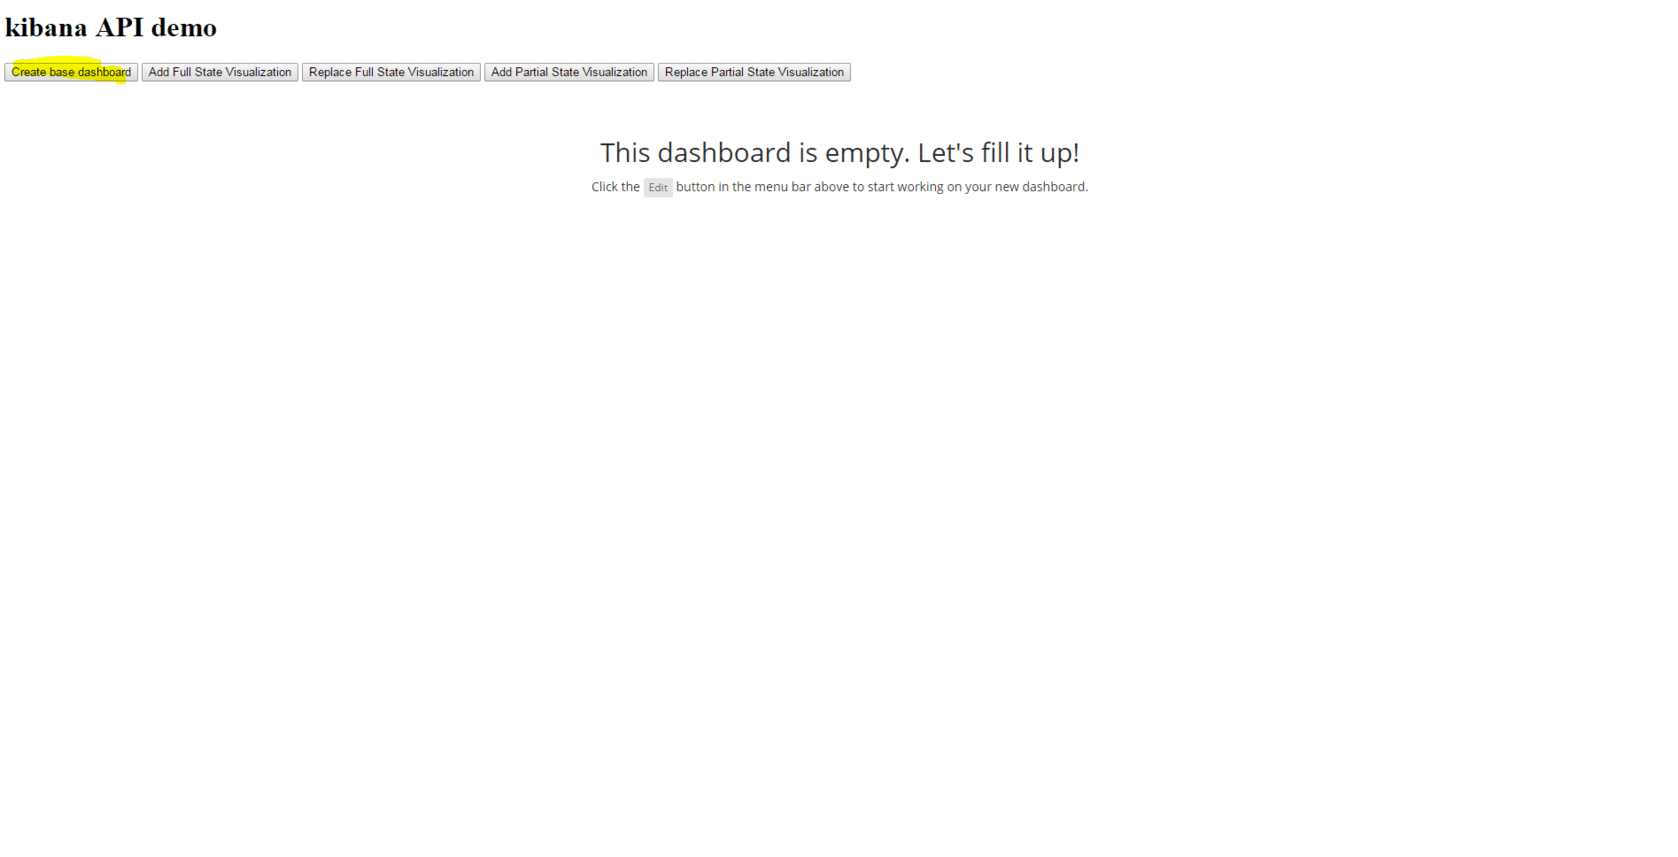 kibana API demo
Create base dashboard Add Full State Visualization Replace Full State Visualization Add Partial State Visualization Replace Partial State Visualization
This dashboard is empty. Let's fill it up!
Click the Edit button in the menu bar above to start working on your new dashboard.